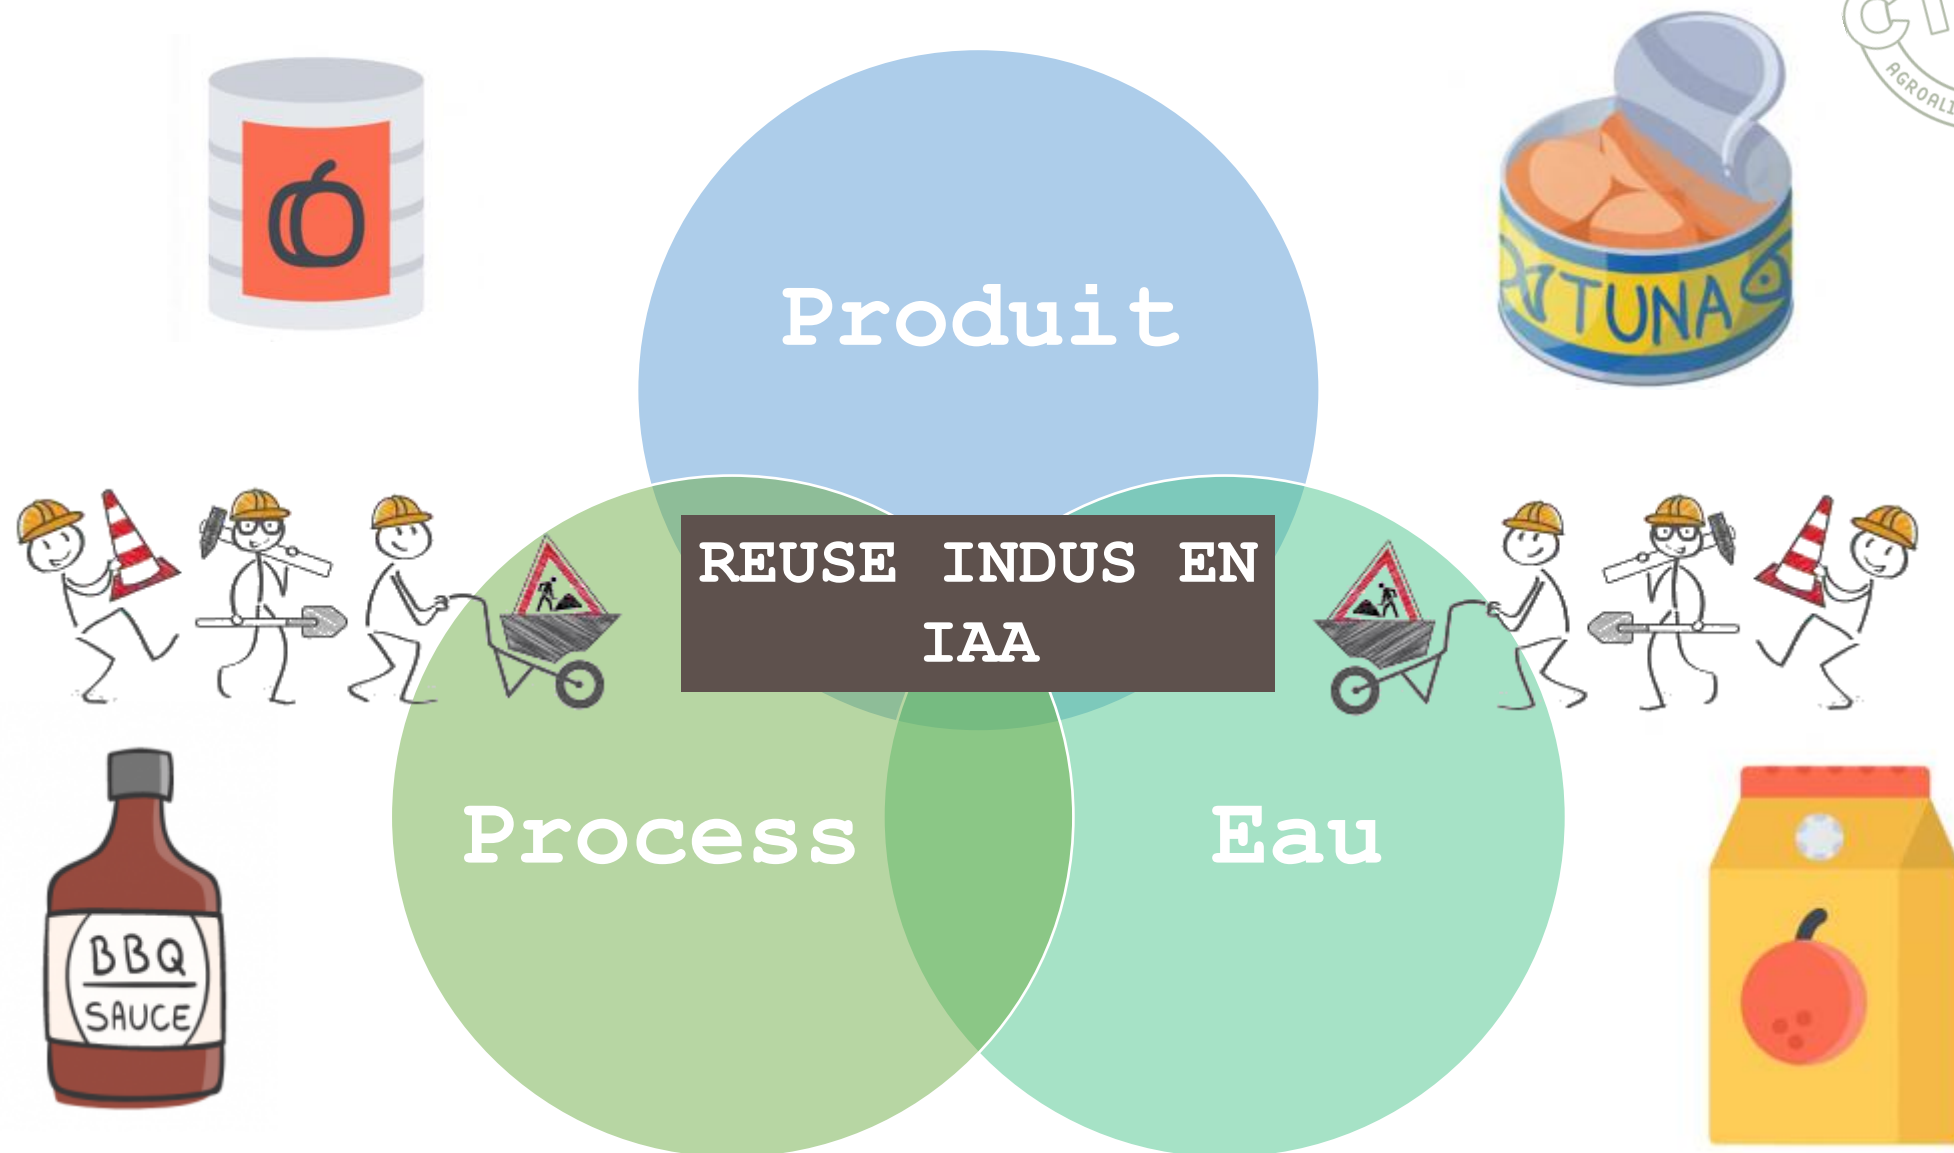 TUNA
Produit
REUSE INDUS EN
IAA
Process
Eau
BBQ
SAUCE